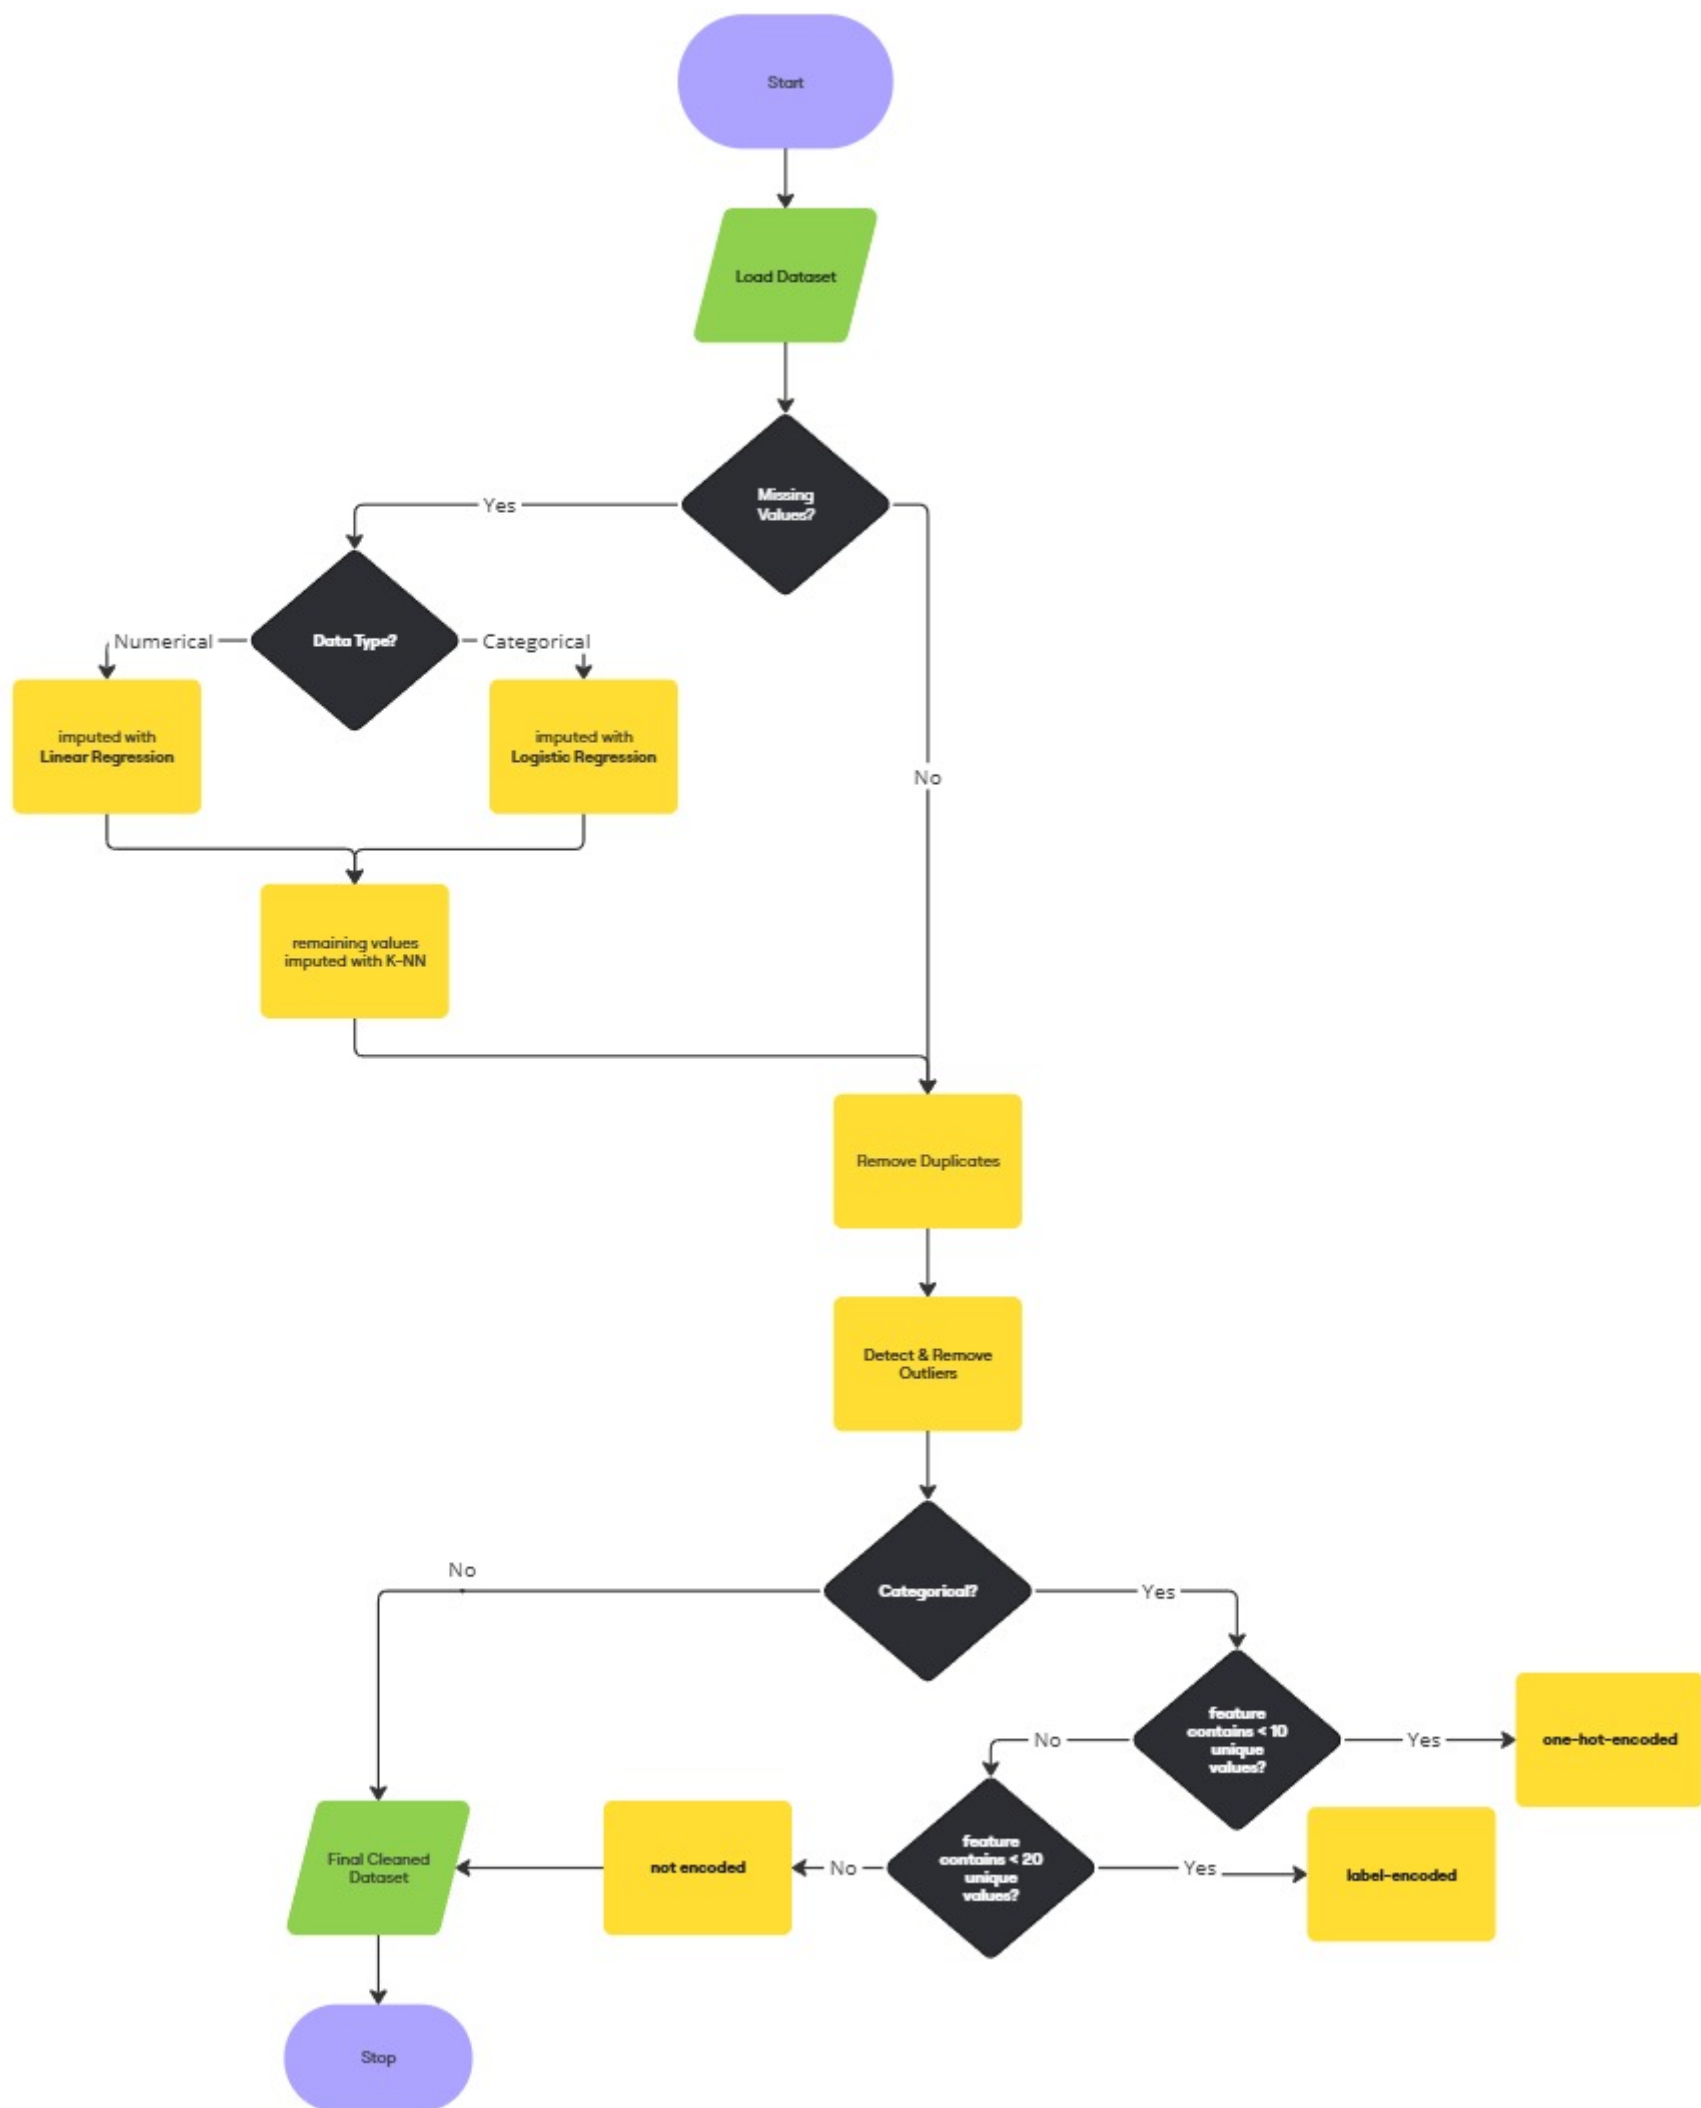 Start
Load Dataset
Missing
Values?
Yes
Data Type?
Numerical
Categorical
imputed with
Linear Regression
imputed with
Logistic Regression
No
remaining values
imputed with K-NN
Remove Duplicates
Detect & Remove
Outliers
Categorical?
No
Yes
feature
contains < 10
unique
values?
Yes
one-hot-encoded
No
feature
contains < 20
unique
values?
Yes
label-encoded
No
not encoded
Final Cleaned
Dataset
Stop